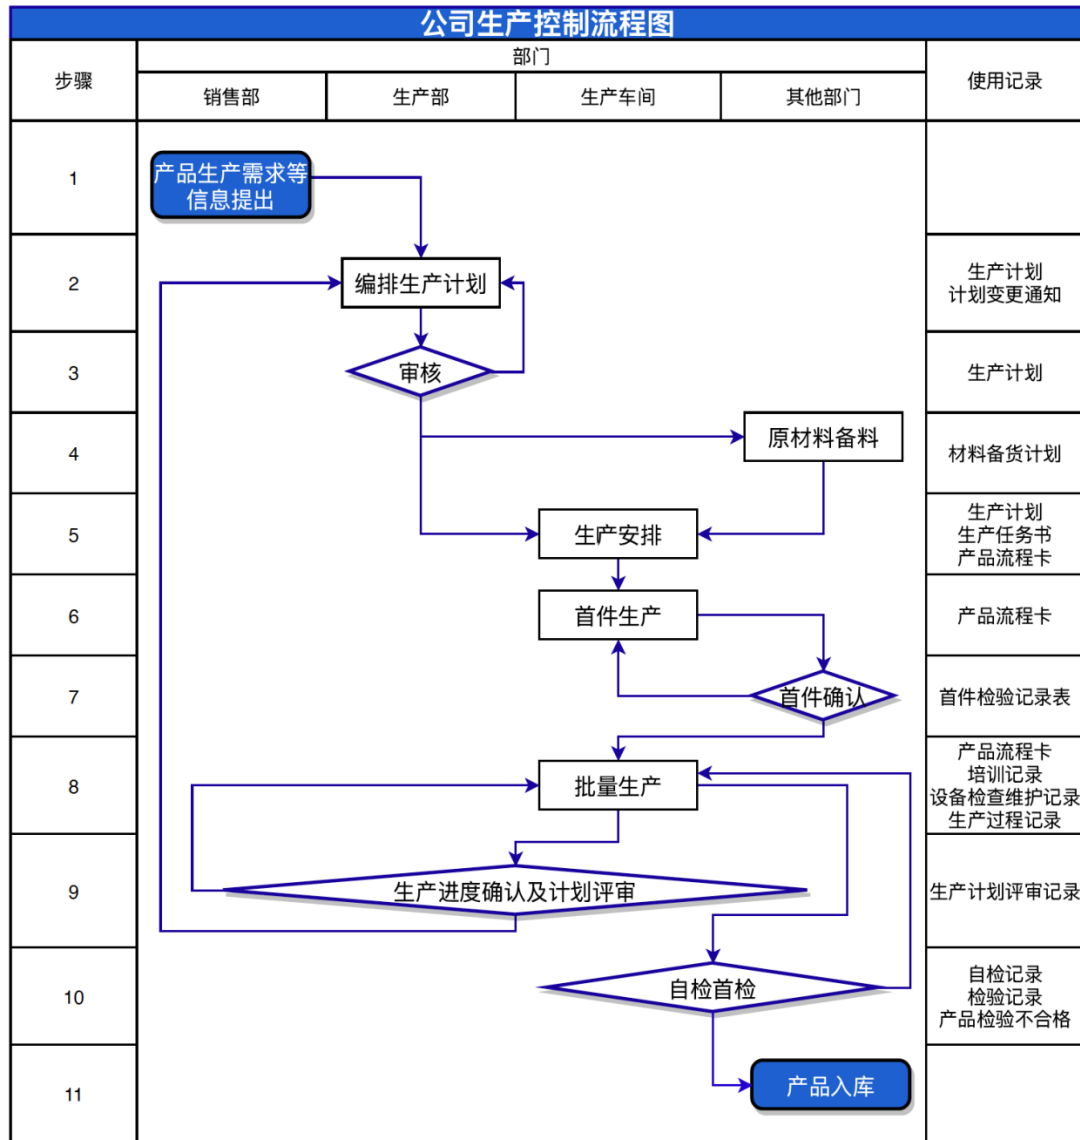 公司生产控制流程图
步骤
部门
使用记录
销售部
生产部
生产车间
其他部门
1
产品生产需求等
信息提出
2
编排生产计划
生产计划
计划变更通知
3
审核
生产计划
4
原材料备料
材料备货计划
5
生产安排
生产计划
生产任务书
产品流程卡
6
首件生产
产品流程卡
7
首件确认
首件检验记录表
8
批量生产
产品流程卡
培训记录
设备检查维护记录
生产过程记录
9
生产进度确认及计划评审
生产计划评审记录
10
自检首检
自检记录
检验记录
产品检验不合格
11
产品入库